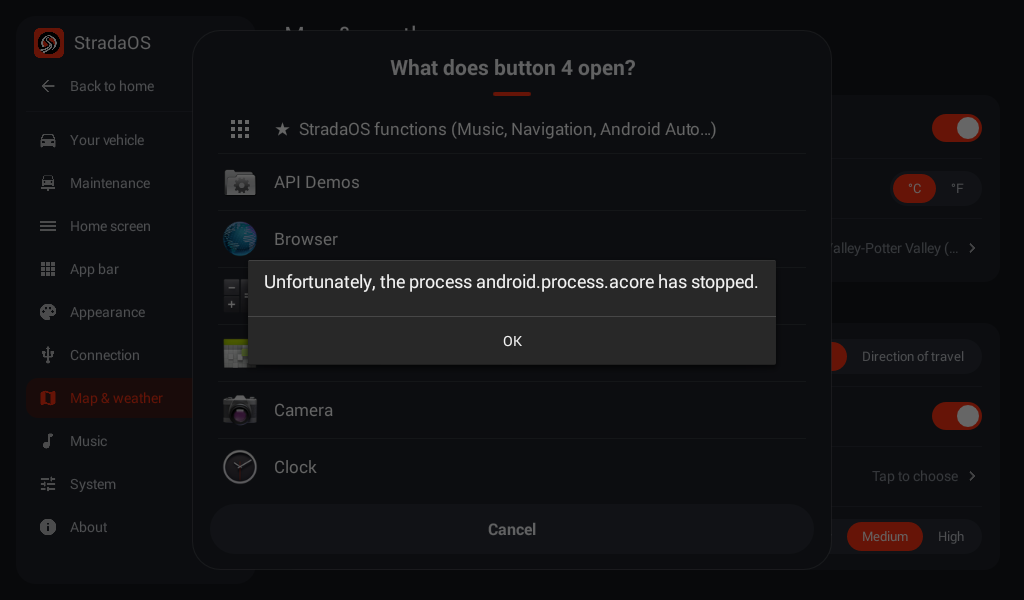 StradaOS
Back to home
Your vehicle
Maintenance
Home screen
App bar
Appearance
Connection
Map & weather
Music
System
About
What does button 4 open?
★ StradaOS functions (Music, Navigation, Android Auto...)
API Demos
Browser
Camera
Clock
Cancel
Unfortunately, the process android.process.acore has stopped.
OK
°C
°F
alley-Potter Valley (...
Direction of travel
Tap to choose
Medium
High